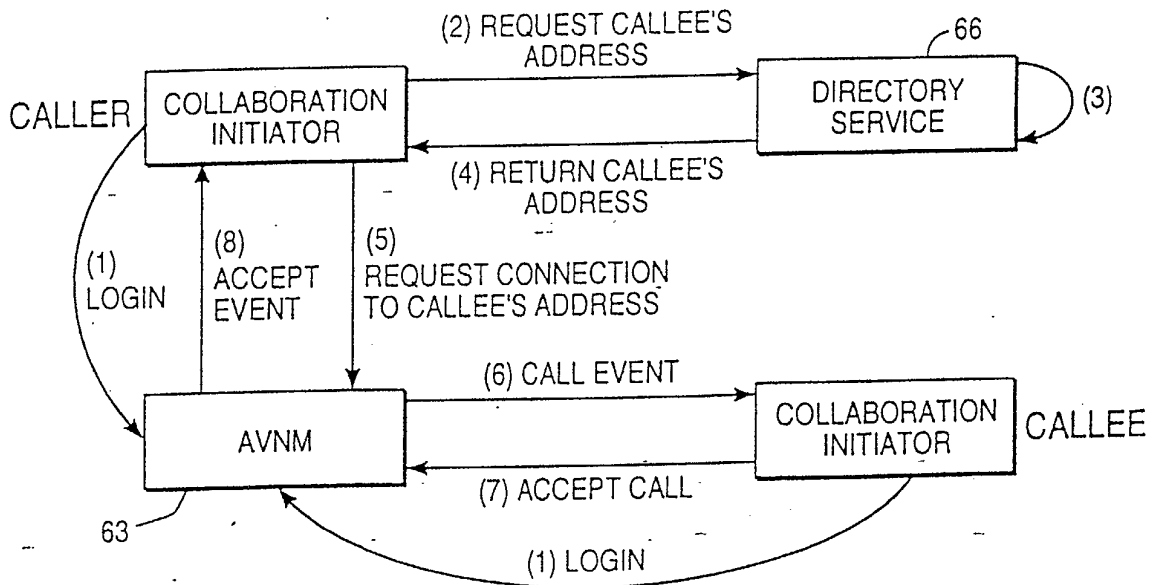 (2) REQUEST CALLEE'S
ADDRESS
66
CALLER
COLLABORATION
INITIATOR
DIRECTORY
SERVICE
(3)
(4) RETURN CALLEE'S
ADDRESS
(1)
LOGIN
(8)
ACCEPT
EVENT
(5)
REQUEST CONNECTION
TO CALLEE'S ADDRESS
(6) CALL EVENT
AVNM
COLLABORATION
INITIATOR
CALLEE
(7) ACCEPT CALL
63
(1) LOGIN